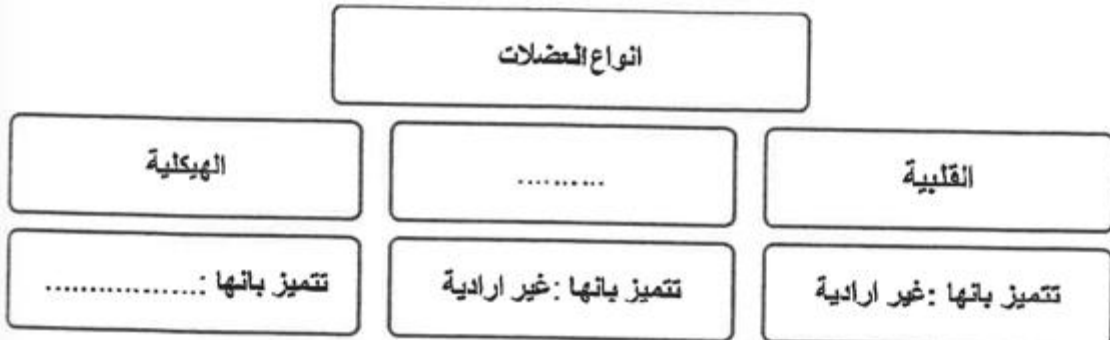 انواع العضلات
القلبية
..........
الهيكلية
تتميز بانها :غير ارادية
تتميز بانها :غير ارادية
تتميز بانها :.................